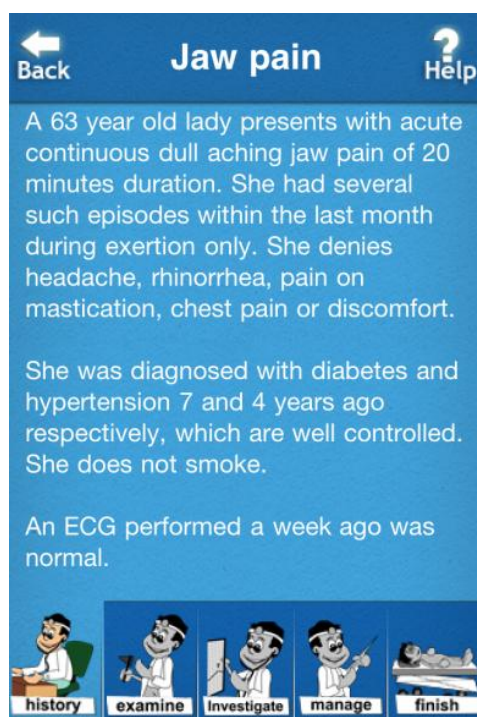 Back
Jaw pain
?
Help
A 63 year old lady presents with acute
continuous dull aching jaw pain of 20
minutes duration. She had several
such episodes within the last month
during exertion only. She denies
headache, rhinorrhea, pain on
mastication, chest pain or discomfort.
She was diagnosed with diabetes and
hypertension 7 and 4 years ago
respectively, which are well controlled.
She does not smoke.
An ECG performed a week ago was
normal.
history
examine
Investigate
manage
finish